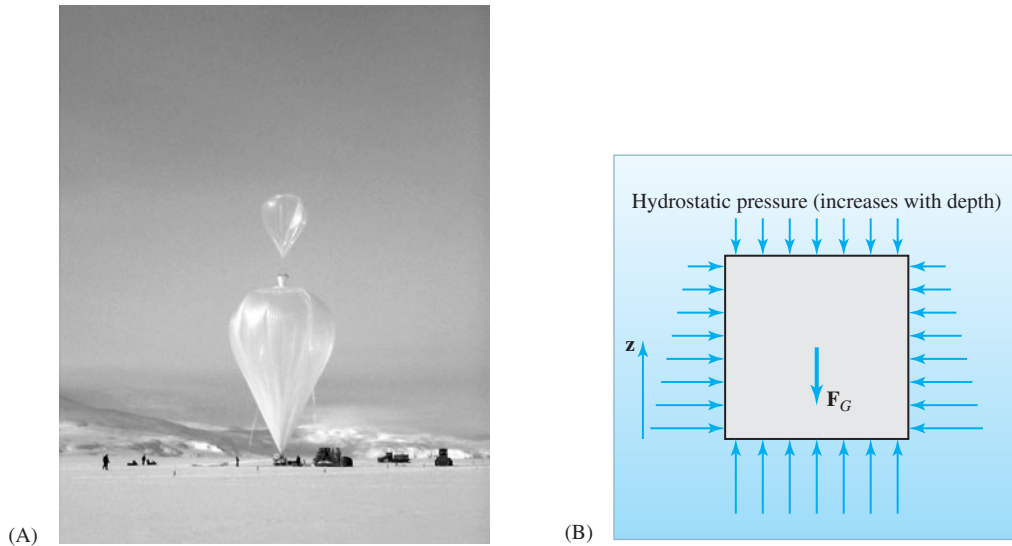 Hydrostatic pressure (increases with depth)
z
F_G
(A)
(B)